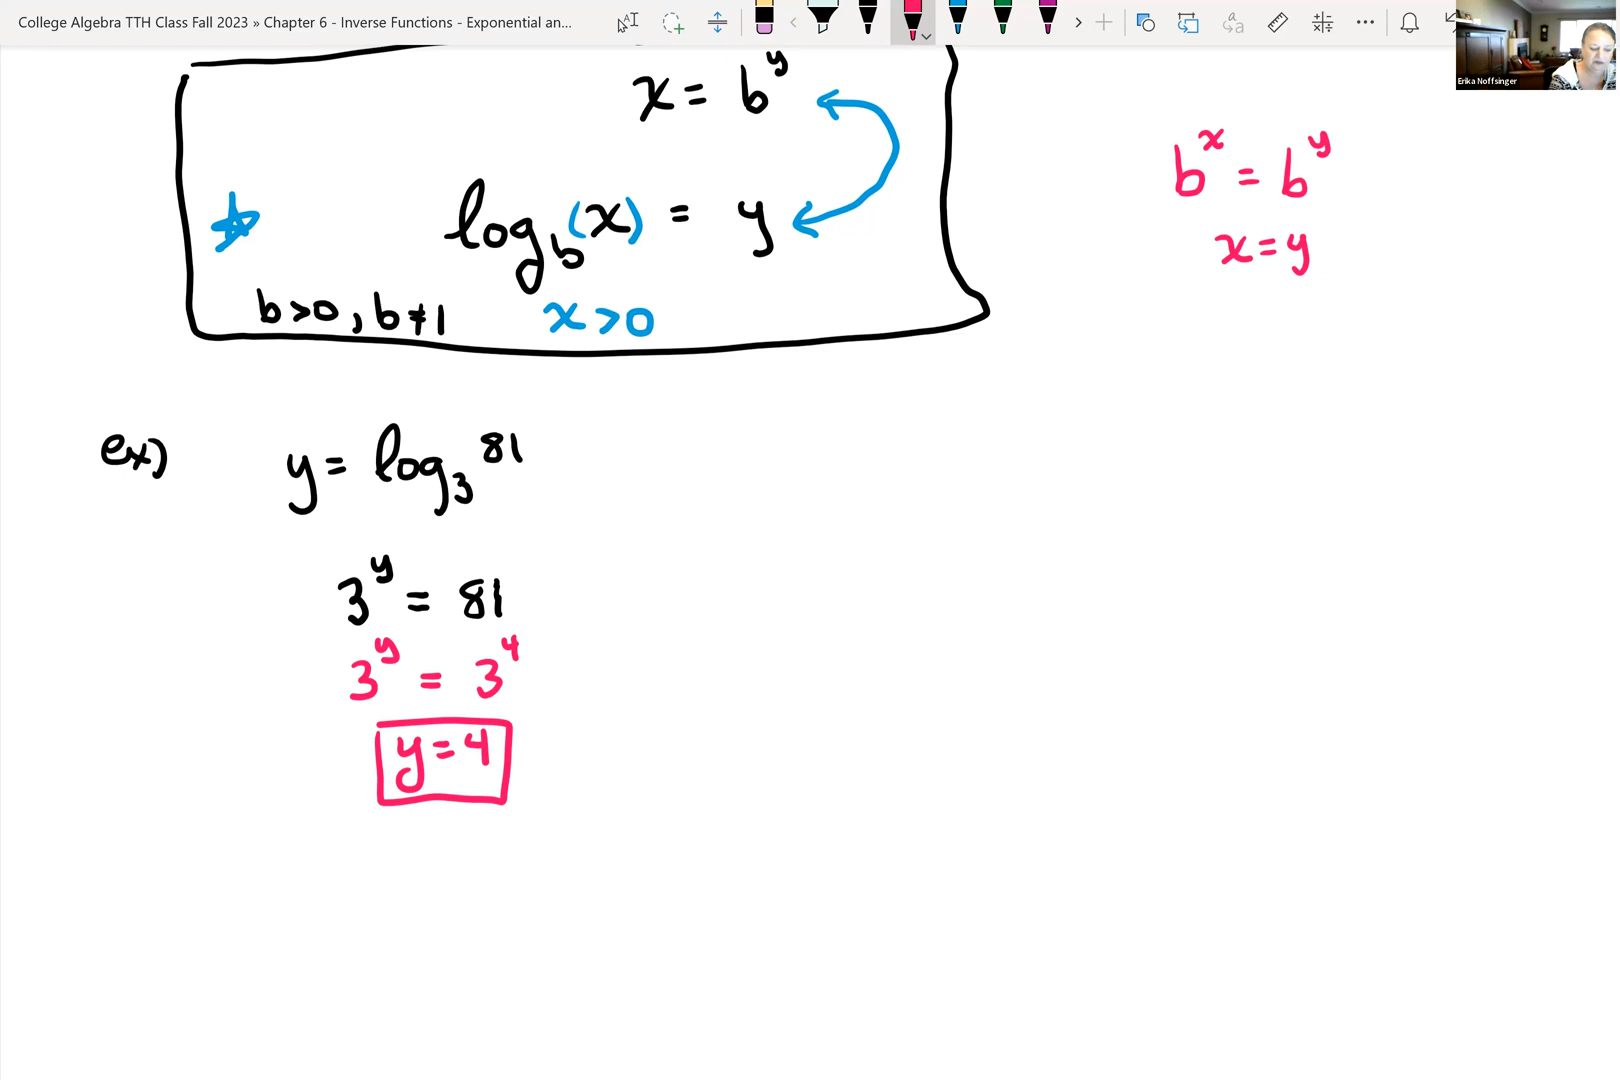 College Algebra TTH Class Fall 2023 » Chapter 6 - Inverse Functions - Exponential an...
Erika Noffsinger
x = b^y
log_b(x) = y
b>0, b≠1 x>0
b^x = b^y
x=y
ex) y = log_3 81
3^y = 81
3^y = 3^4
y=4